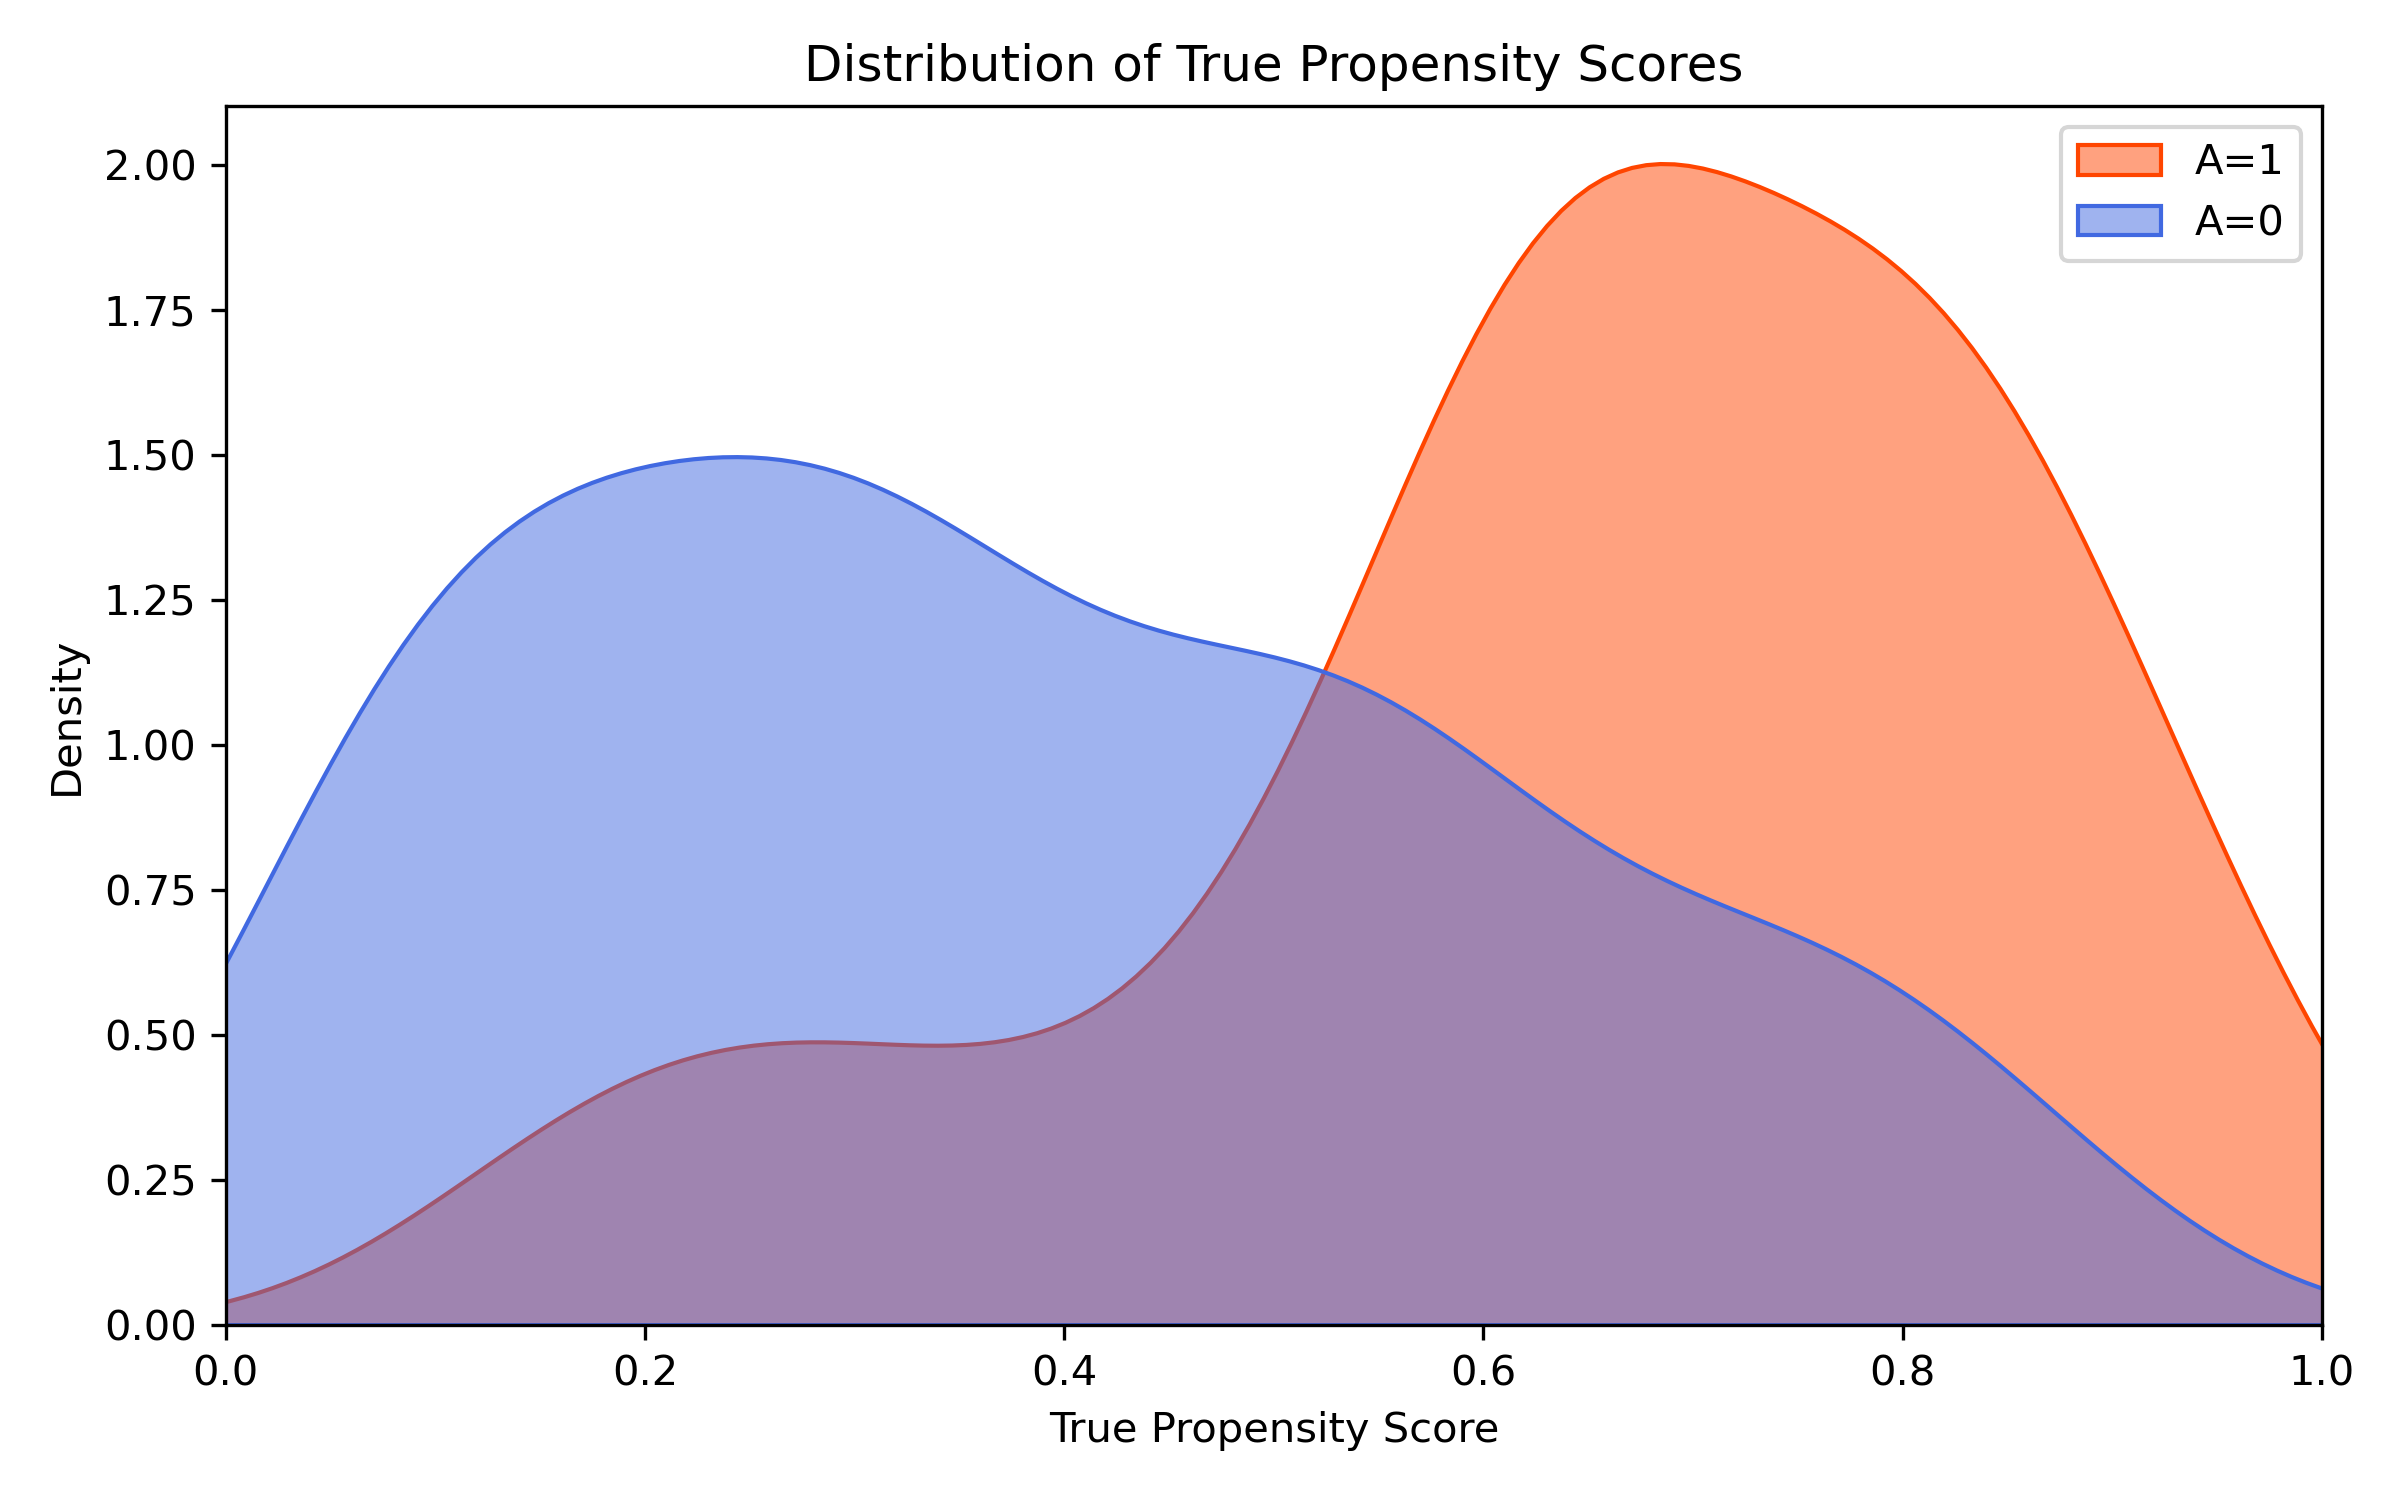 Distribution of True Propensity Scores
A=1
A=0
2.00
1.75
1.50
1.25
1.00
0.75
0.50
0.25
0.00
Density
0.0 0.2 0.4 0.6 0.8 1.0
True Propensity Score